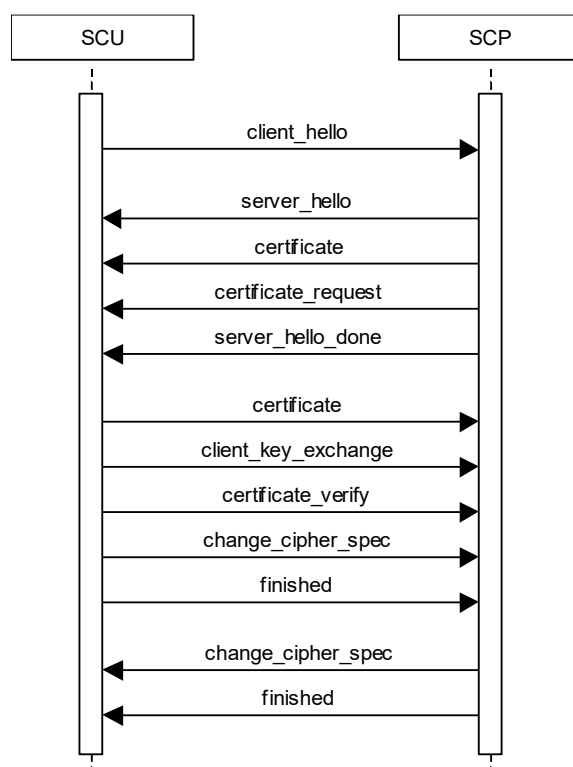 SCU
SCP
client_hello
server_hello
certificate
certificate_request
server_hello_done
certificate
client_key_exchange
certificate_verify
change_cipher_spec
finished
change_cipher_spec
finished